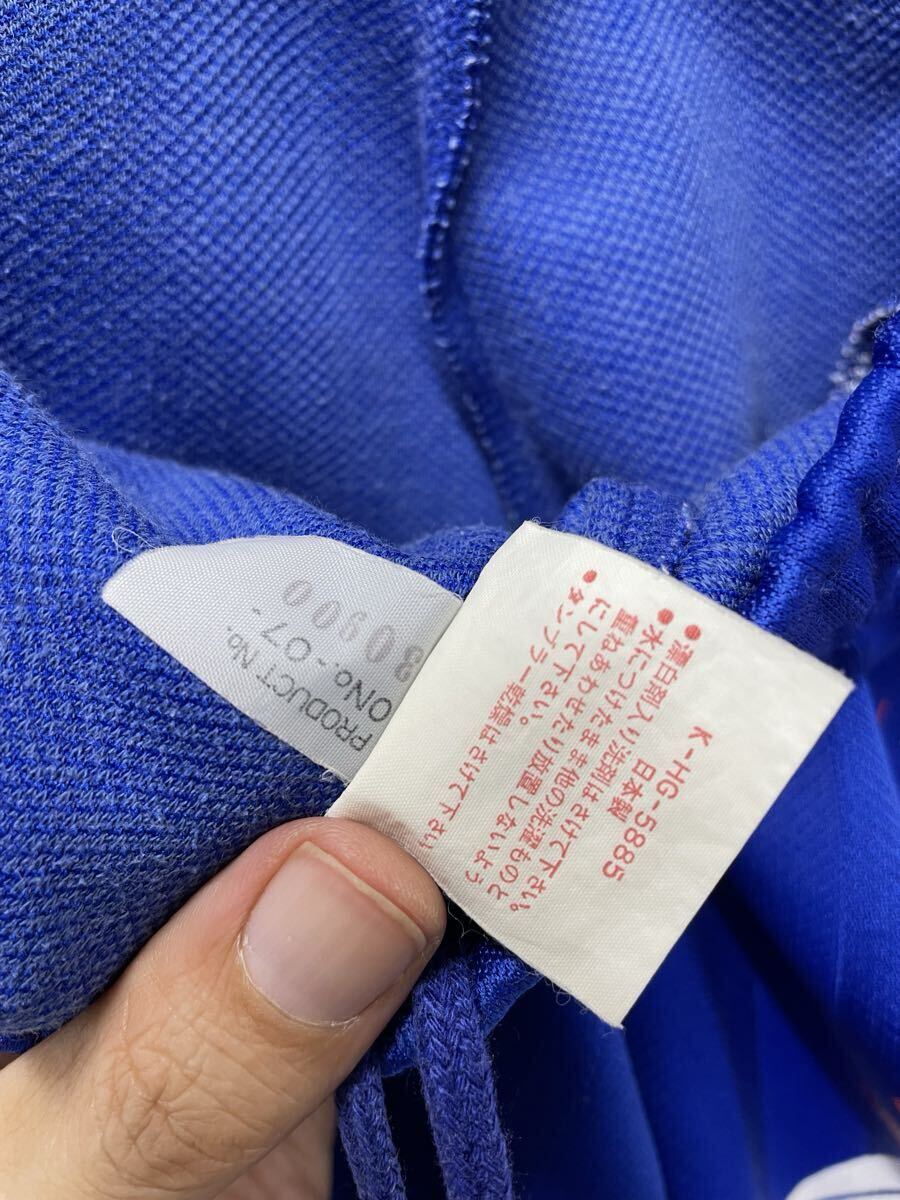 PRODUCT No.
ONo.-07-
3090
K-HG-5885
日本製
●漂白剤入り洗剤はさけて下さい。
●水につけたまま他の洗濯ものと
重ねあわせたり放置しないよう
にして下さい。
●タンブラー乾燥はさけて下さい。